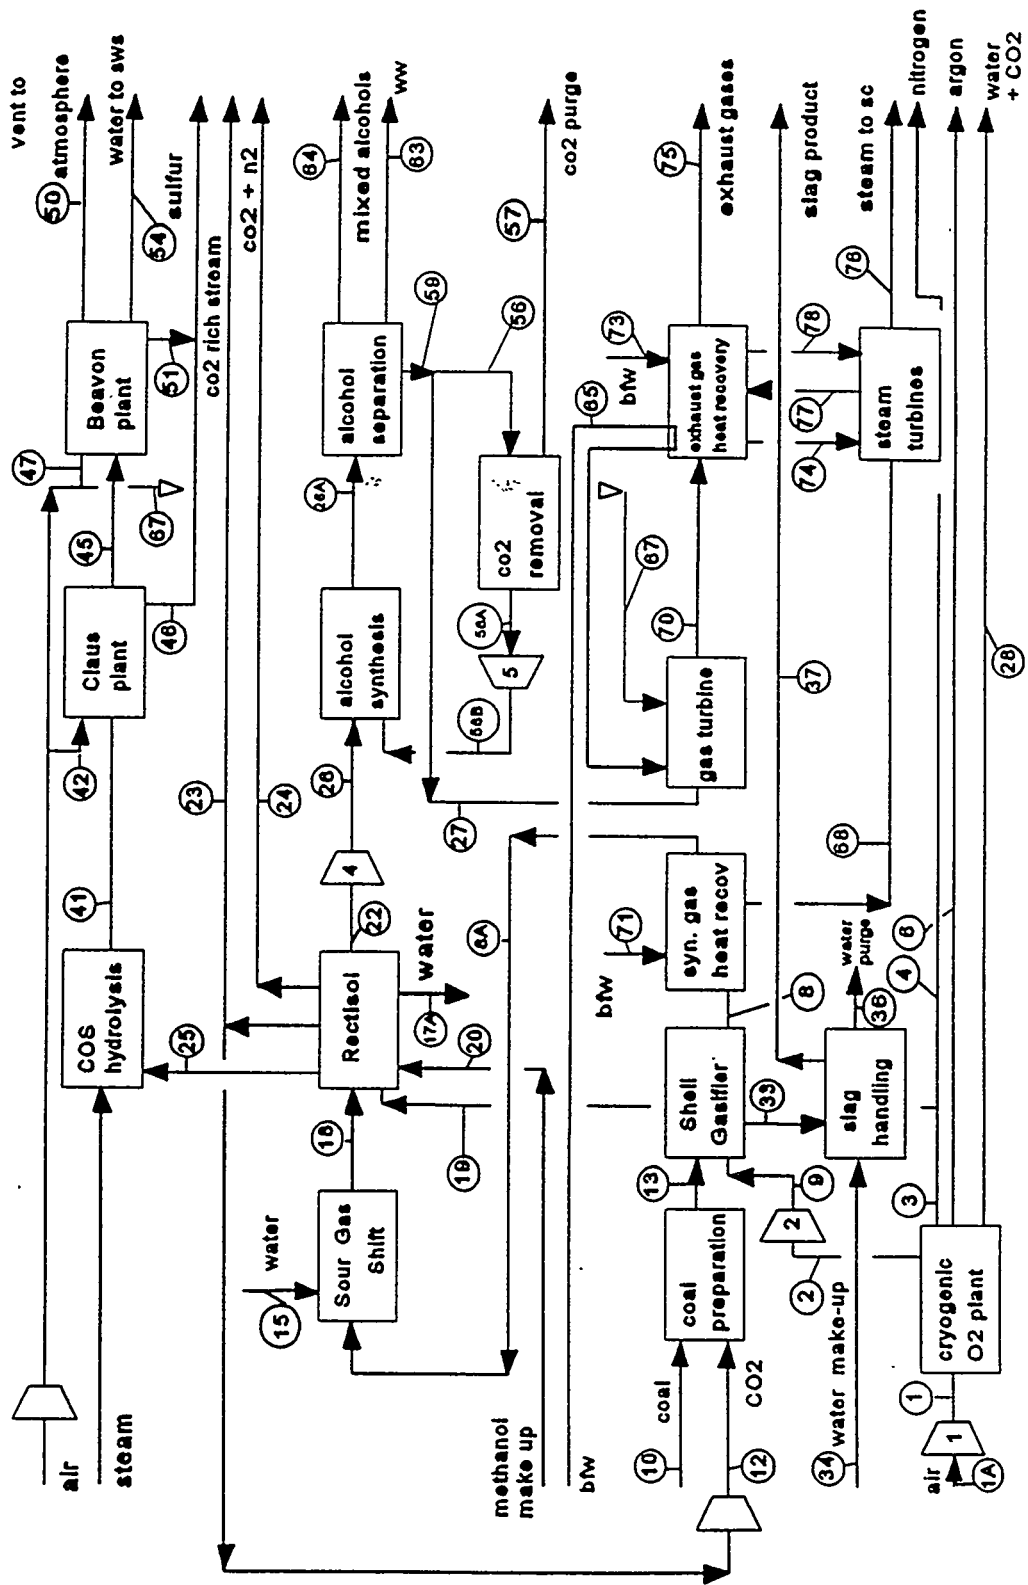 vent to
50
atmosphere
water to sws
54
sulfur
co2 rich stream
co2 + n2
47
Beavon
plant
51
67
45
Claus
plant
46
42
23
24
41
COS
hydrolysis
25
air
steam
64
mixed alcohols
63
ww
co2 purge
57
alcohol
separation
59
56
26A
co2
removal
alcohol
synthesis
56A
5
56B
26
4
27
22
Rectisol
water
17A
20
6A
18
19
water
15
Sour Gas
Shift
methanol
make up
bfw
75
exhaust gases
slag product
steam to sc
nitrogen
argon
water
+ CO2
76
73
bfw
65
exhaust gas
heat recovery
78
77
74
steam
turbines
67
70
37
28
gas turbine
68
71
bfw
syn. gas
heat recov
8
water
purge
36
6
4
Shell
Gasifier
33
slag
handling
13
9
2
3
coal
preparation
2
coal
10
CO2
12
water make-up
34
cryogenic
O2 plant
1
1
air
1A